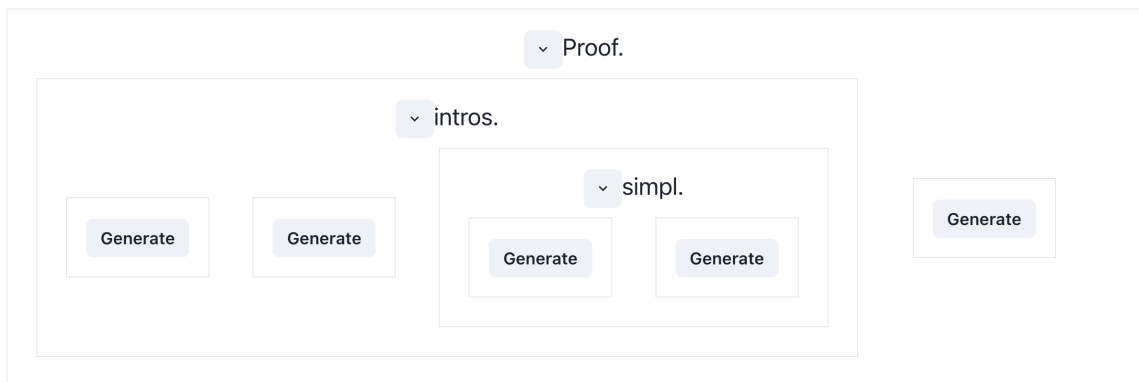 Proof.
intros.
simpl.
Generate
Generate
Generate
Generate
Generate